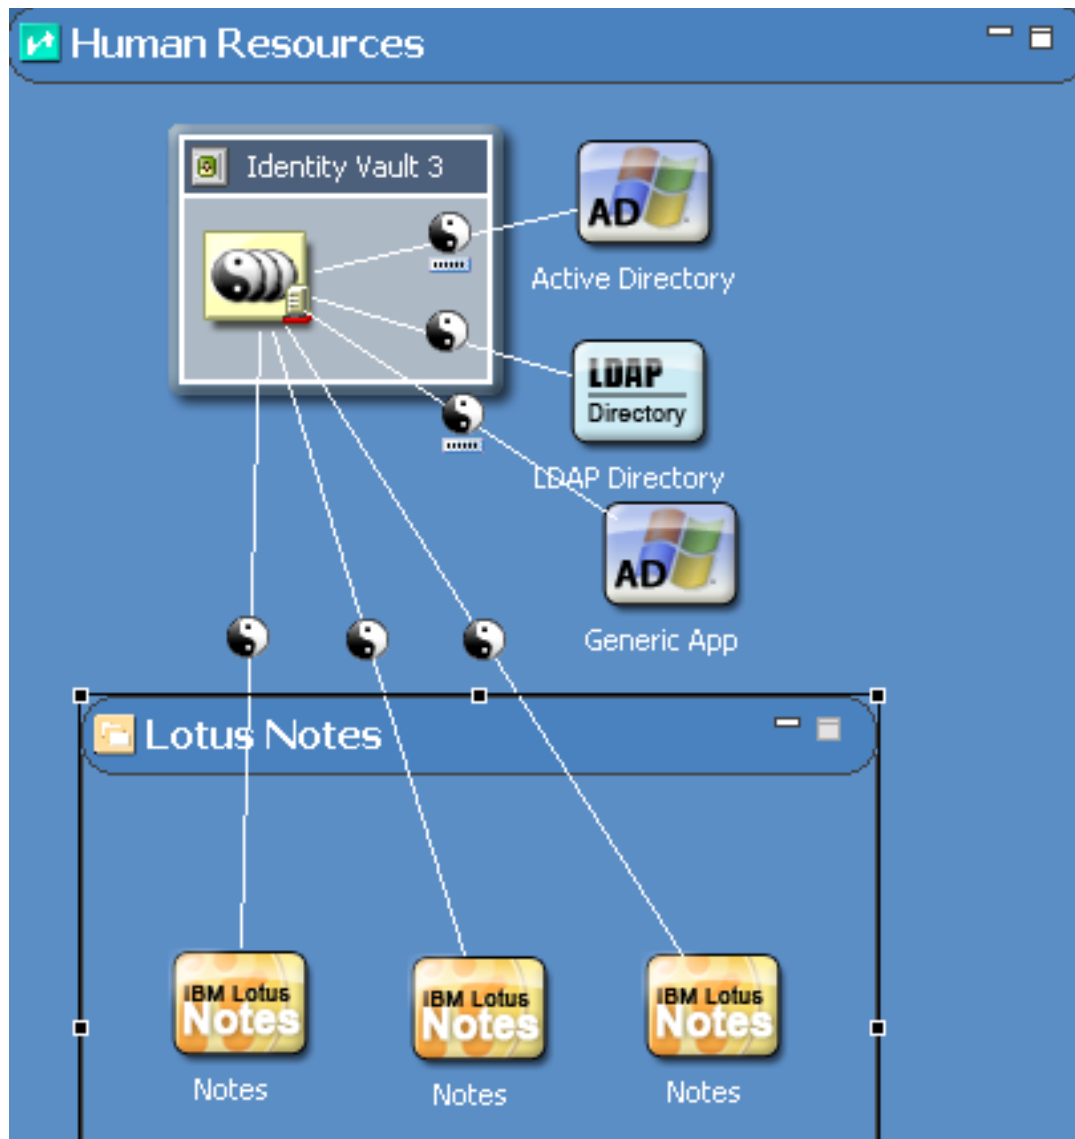 Human Resources
Identity Vault 3
AD
Active Directory
LDAP
Directory
LDAP Directory
AD
Generic App
Lotus Notes
IBM Lotus
Notes
Notes
IBM Lotus
Notes
Notes
IBM Lotus
Notes
Notes